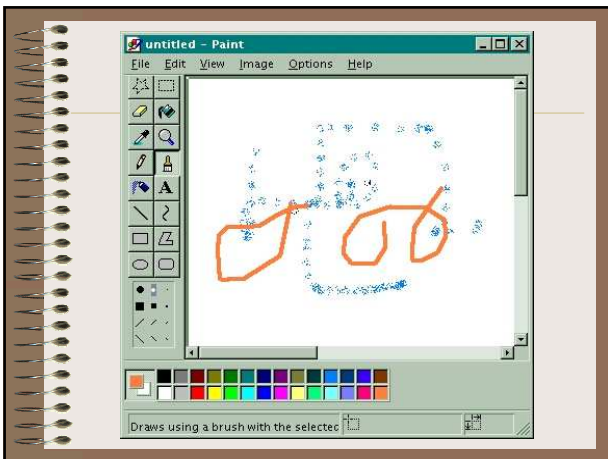 untitled - Paint
File Edit View Image Options Help
A
Draws using a brush with the selectec